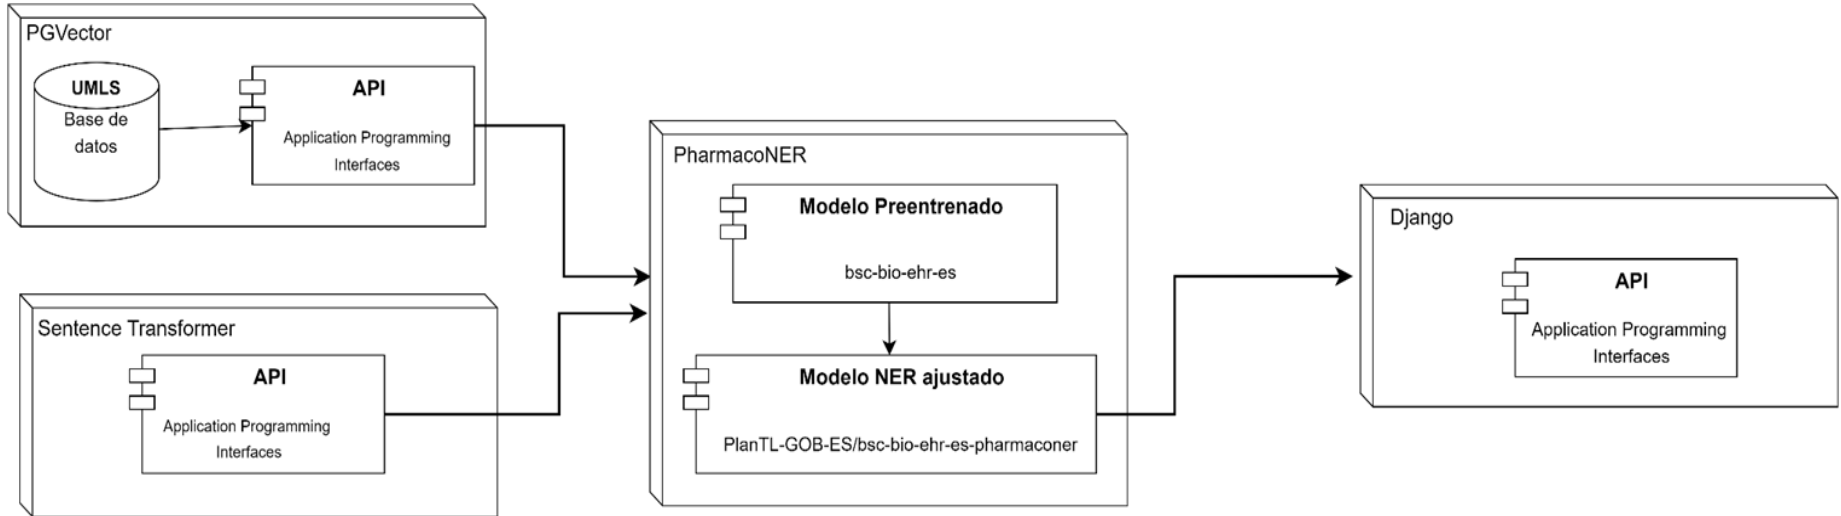 PGVector
UMLS
Base de
datos
API
Application Programming
Interfaces
Sentence Transformer
API
Application Programming
Interfaces
PharmacoNER
Modelo Preentrenado
bsc-bio-ehr-es
Modelo NER ajustado
PlanTL-GOB-ES/bsc-bio-ehr-es-pharmaconer
Django
API
Application Programming
Interfaces